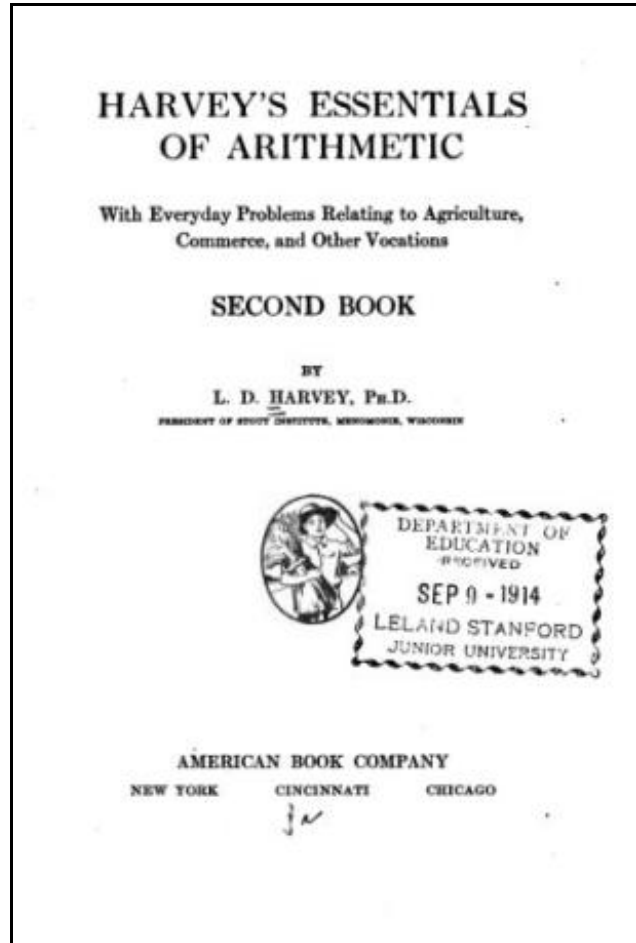 HARVEY'S ESSENTIALS
OF ARITHMETIC
With Everyday Problems Relating to Agriculture,
Commerce, and Other Vocations
SECOND BOOK
BY
L. D. HARVEY, PH.D.
PRESIDENT OF STOUT INSTITUTE, MENOMONIE, WISCONSIN
DEPARTMENT OF
EDUCATION
RECEIVED
SEP 9 - 1914
LELAND STANFORD
JUNIOR UNIVERSITY
AMERICAN BOOK COMPANY
NEW YORK CINCINNATI CHICAGO